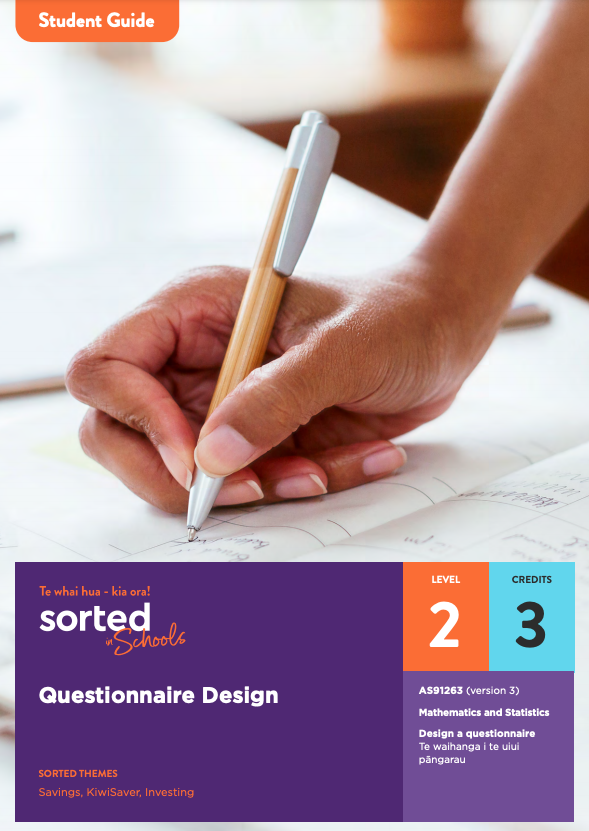 Student Guide
Te whai hua - kia ora!
sorted
in Schools
Questionnaire Design
SORTED THEMES
Savings, KiwiSaver, Investing
LEVEL
2
CREDITS
3
AS91263 (version 3)
Mathematics and Statistics
Design a questionnaire
Te waihanga i te uiui
pāngarau